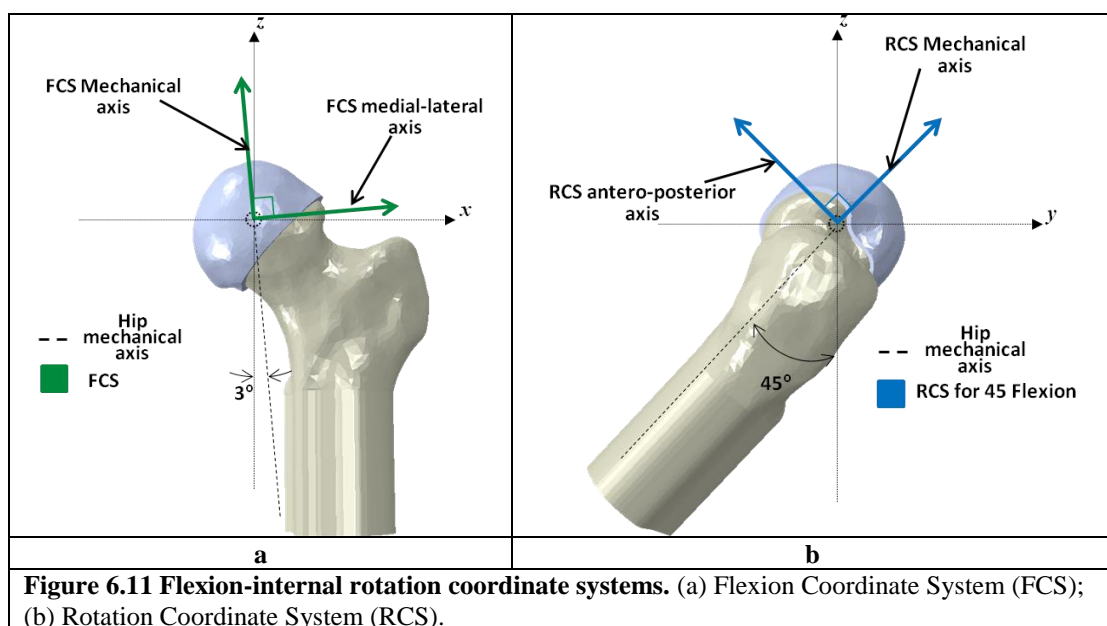 z
FCS Mechanical
axis
FCS medial-lateral
axis
x
Hip
mechanical
axis
FCS
3°
z
RCS Mechanical
axis
RCS antero-posterior
axis
y
45°
Hip
mechanical
axis
RCS for 45 Flexion
a
b
Figure 6.11 Flexion-internal rotation coordinate systems. (a) Flexion Coordinate System (FCS);
(b) Rotation Coordinate System (RCS).